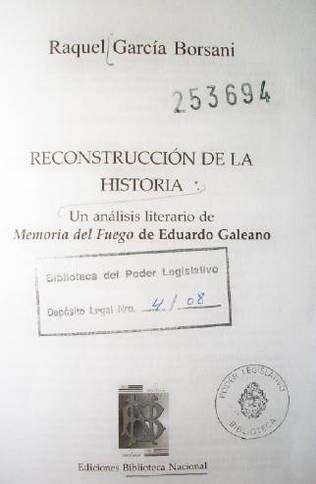 Raquel García Borsani
253694
RECONSTRUCCIÓN DE LA
HISTORIA
Un análisis literario de
Memoria del Fuego de Eduardo Galeano
Biblioteca del Poder Legislativo
Depósito Legal Nro. 4/08
PODER LEGISLATIVO
BIBLIOTECA
Ediciones Biblioteca Nacional